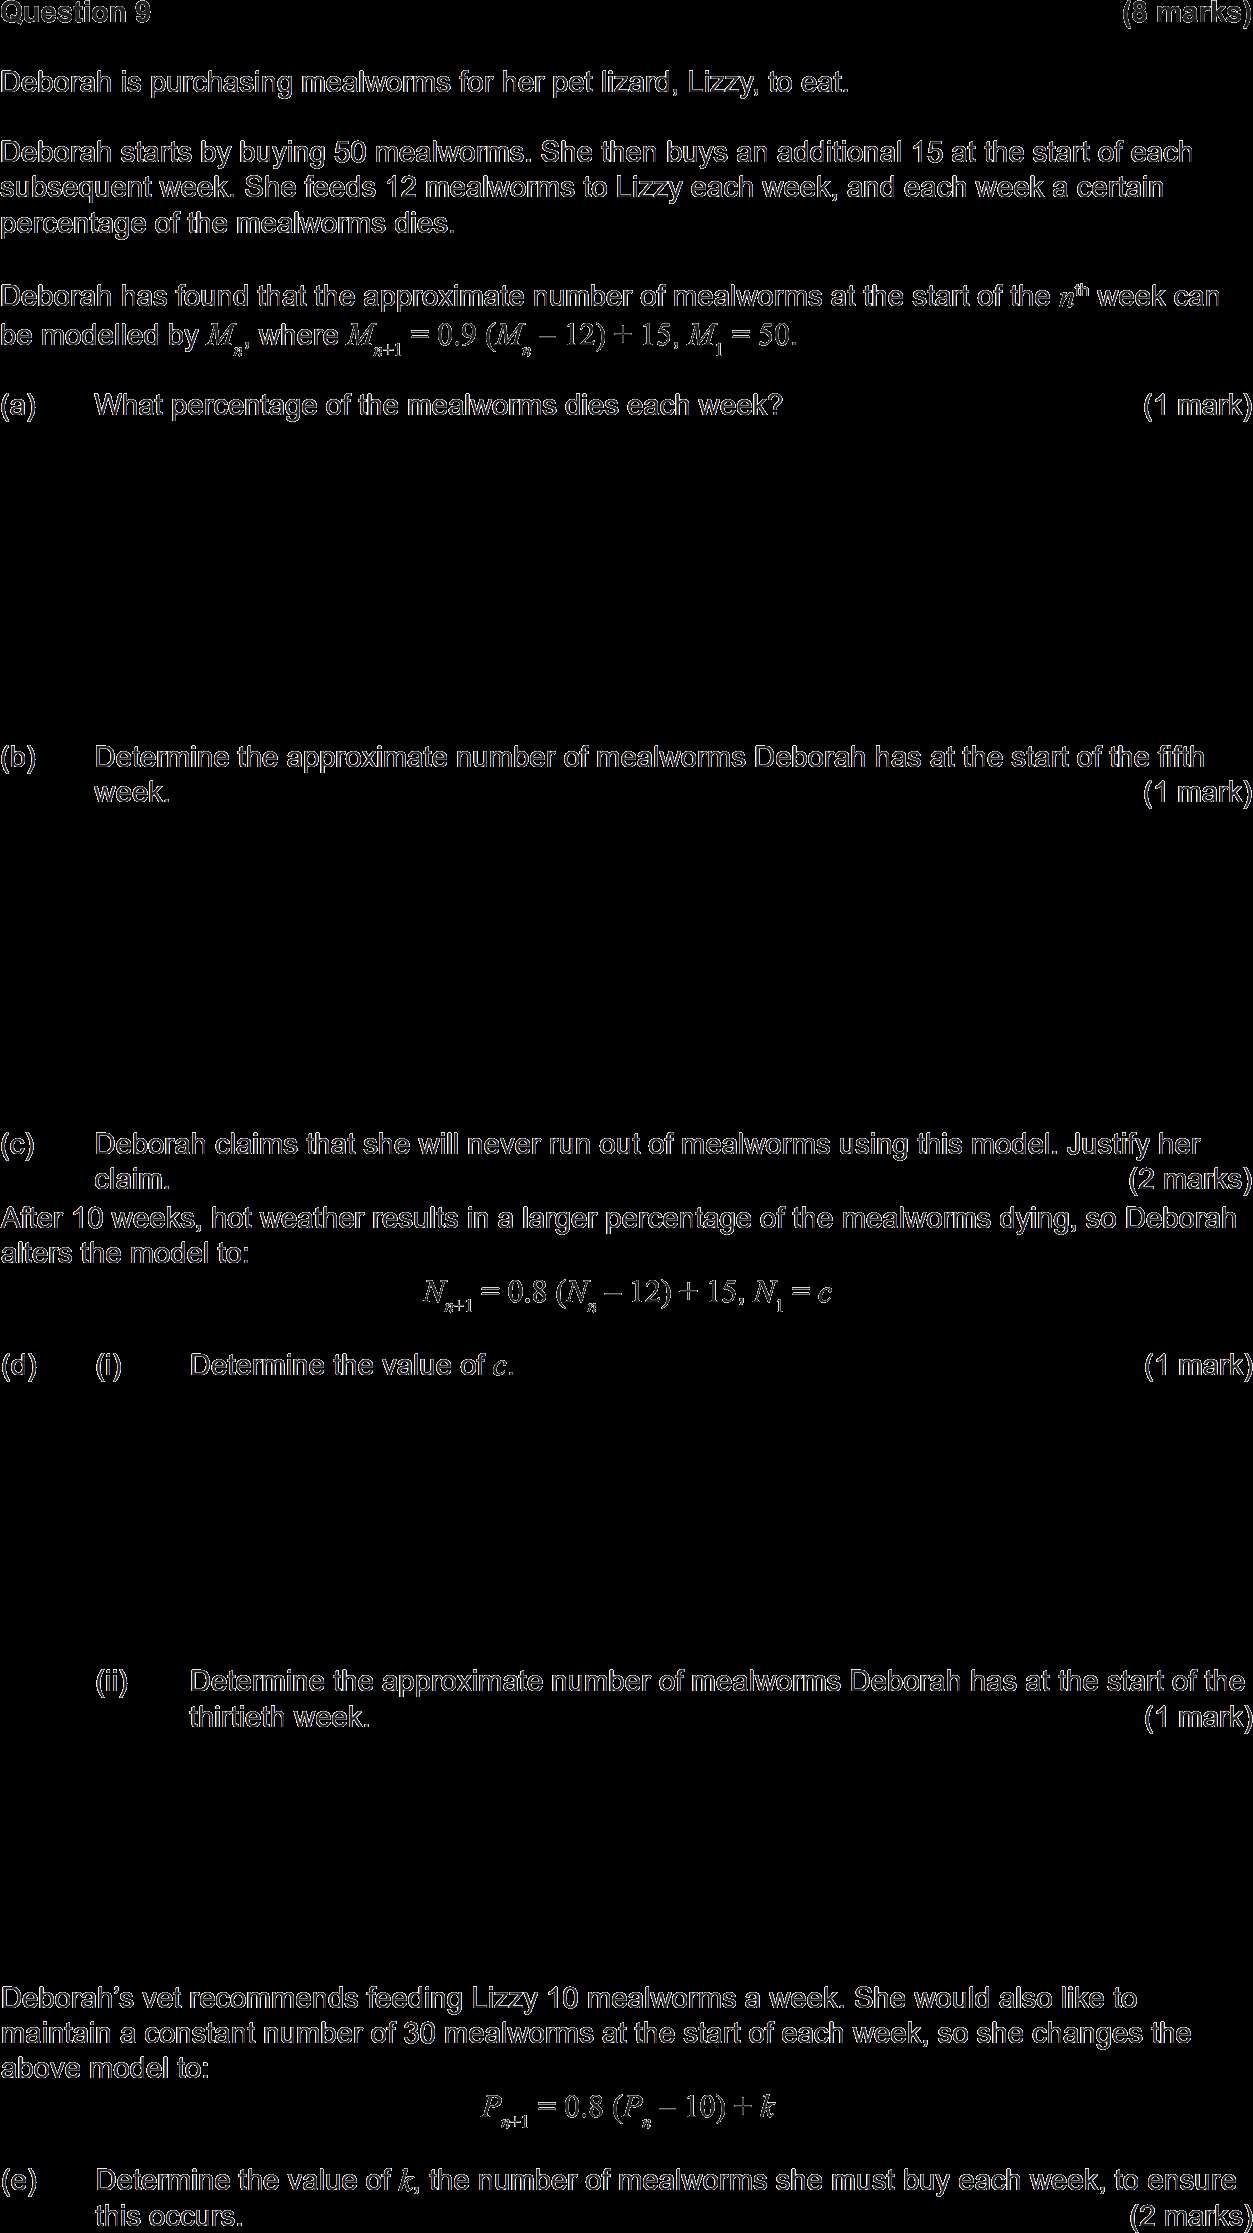 Question 9 (8 marks)
Deborah is purchasing mealworms for her pet lizard, Lizzy, to eat.
Deborah starts by buying 50 mealworms. She then buys an additional 15 at the start of each
subsequent week. She feeds 12 mealworms to Lizzy each week, and each week a certain
percentage of the mealworms dies.
Deborah has found that the approximate number of mealworms at the start of the nth week can
be modelled by Mn, where Mn+1 = 0.9 (Mn – 12) + 15, M1 = 50.
(a) What percentage of the mealworms dies each week? (1 mark)
(b) Determine the approximate number of mealworms Deborah has at the start of the fifth
week. (1 mark)
(c) Deborah claims that she will never run out of mealworms using this model. Justify her
claim. (2 marks)
After 10 weeks, hot weather results in a larger percentage of the mealworms dying, so Deborah
alters the model to:
Nn+1 = 0.8 (Nn – 12) + 15, N1 = c
(d) (i) Determine the value of c. (1 mark)
(ii) Determine the approximate number of mealworms Deborah has at the start of the
thirtieth week. (1 mark)
Deborah’s vet recommends feeding Lizzy 10 mealworms a week. She would also like to
maintain a constant number of 30 mealworms at the start of each week, so she changes the
above model to:
Pn+1 = 0.8 (Pn – 10) + k
(e) Determine the value of k, the number of mealworms she must buy each week, to ensure
this occurs. (2 marks)